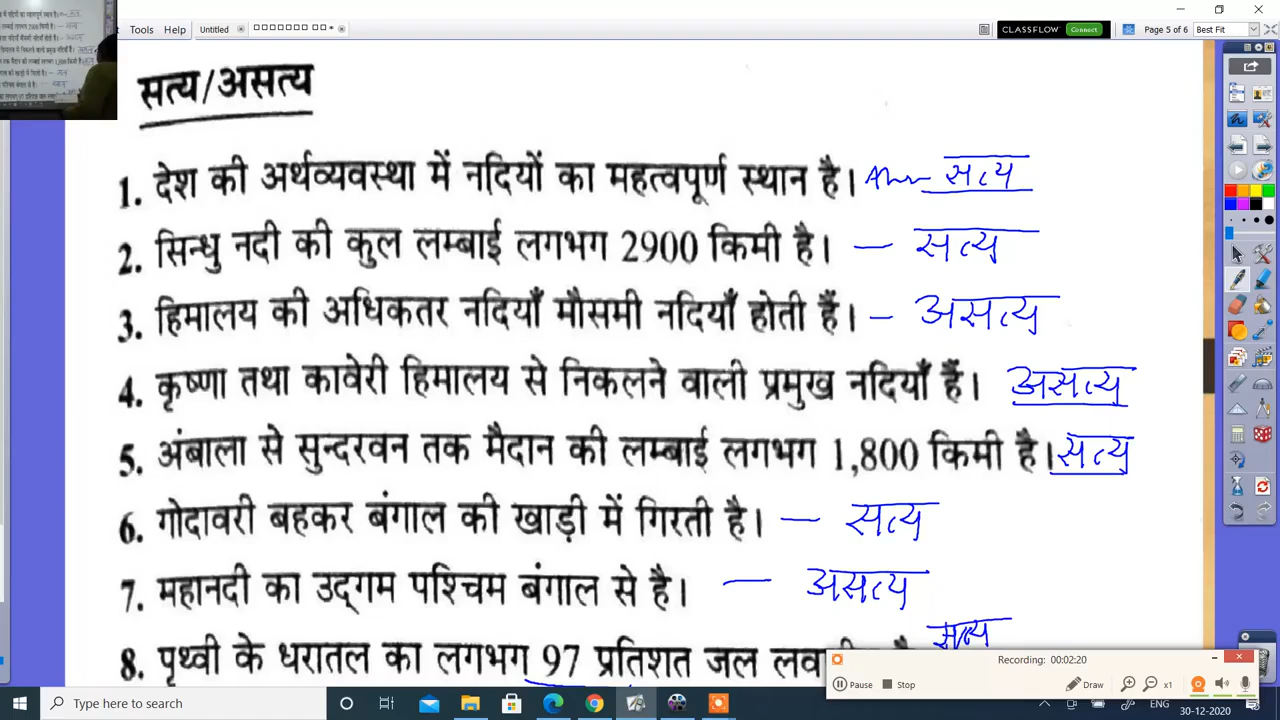 Tools Help Untitled CLASSFLOW Connect Page 5 of 6 Best Fit
सत्य/असत्य
1. देश की अर्थव्यवस्था में नदियों का महत्वपूर्ण स्थान है। Ans- सत्य
2. सिन्धु नदी की कुल लम्बाई लगभग 2900 किमी है। - सत्य
3. हिमालय की अधिकतर नदियाँ मौसमी नदियाँ होती हैं। - असत्य
4. कृष्णा तथा कावेरी हिमालय से निकलने वाली प्रमुख नदियाँ हैं। असत्य
5. अंबाला से सुन्दरवन तक मैदान की लम्बाई लगभग 1,800 किमी है। सत्य
6. गोदावरी बहकर बंगाल की खाड़ी में गिरती है। - सत्य
7. महानदी का उद्गम पश्चिम बंगाल से है। - असत्य
सत्य
8. पृथ्वी के धरातल का लगभग 97 प्रतिशत जल
Recording: 00:02:20
Pause Stop Draw x1
Type here to search ENG 30-12-2020